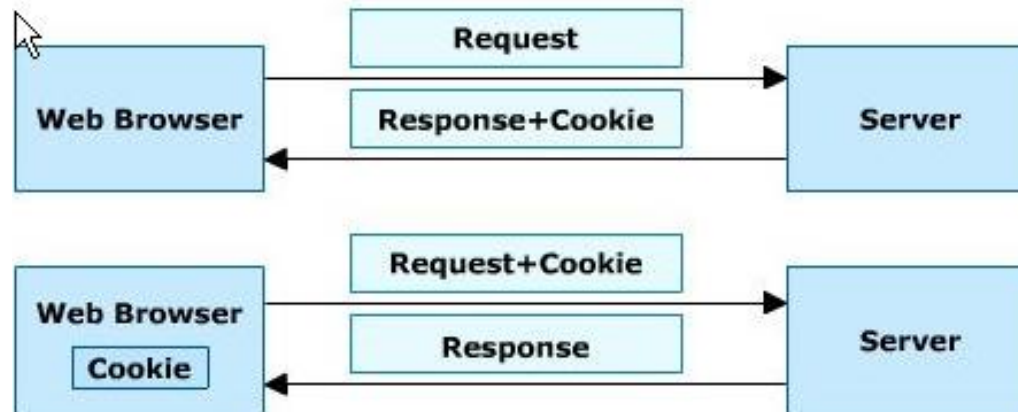 Request
Web Browser
Response+Cookie
Server
Request+Cookie
Web Browser
Response
Server
Cookie